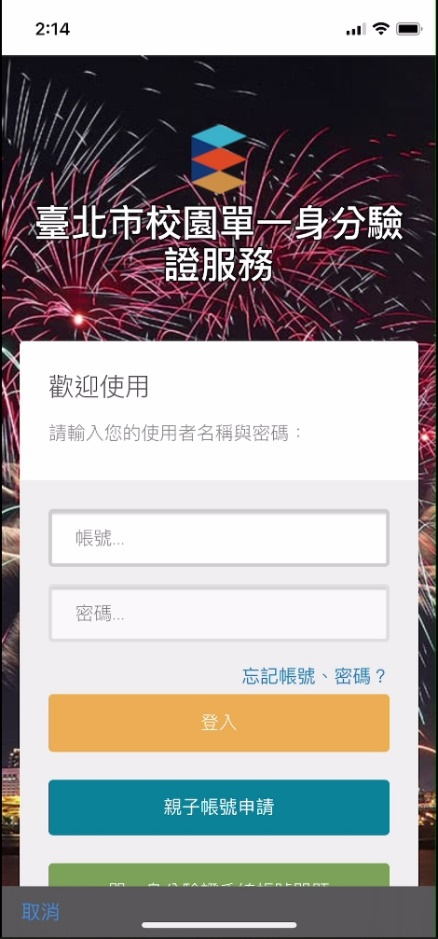 2:14
臺北市校園單一身分驗
證服務
歡迎使用
請輸入您的使用者名稱與密碼：
帳號...
密碼...
忘記帳號、密碼？
登入
親子帳號申請
取消